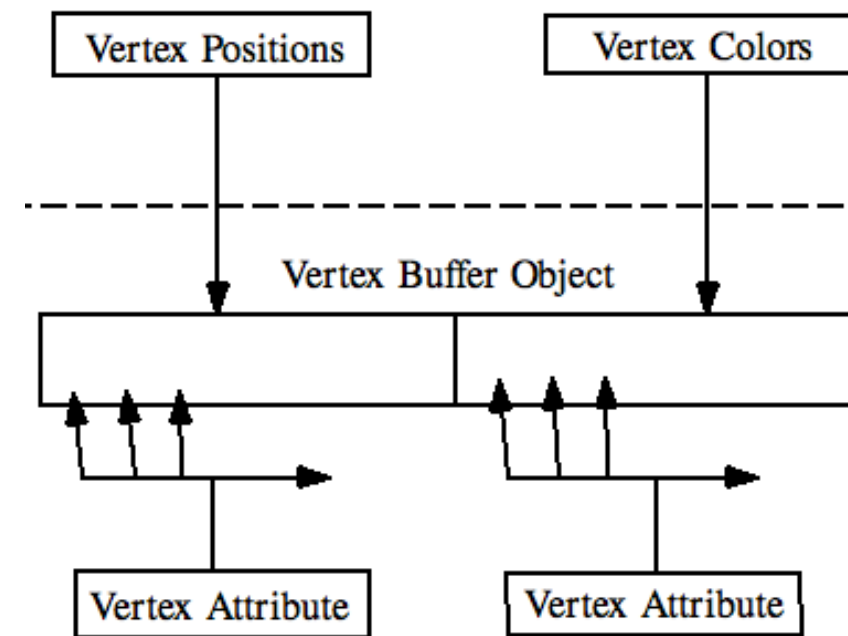 Vertex Positions
Vertex Colors
Vertex Buffer Object
Vertex Attribute
Vertex Attribute